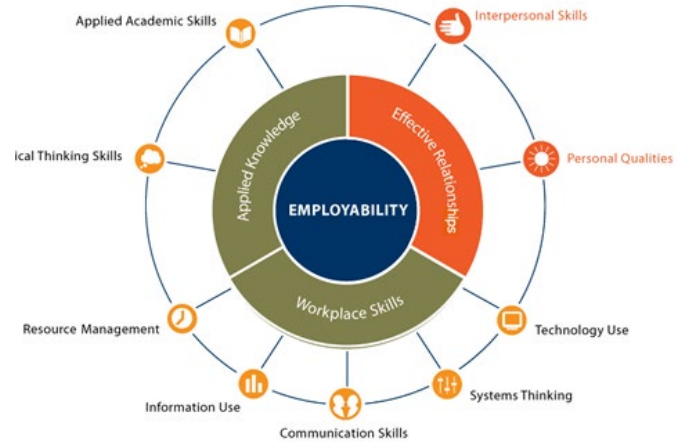 Applied Academic Skills
Interpersonal Skills
Applied Knowledge
Effective Relationships
ical Thinking Skills
Personal Qualities
EMPLOYABILITY
Workplace Skills
Resource Management
Technology Use
Information Use
Systems Thinking
Communication Skills